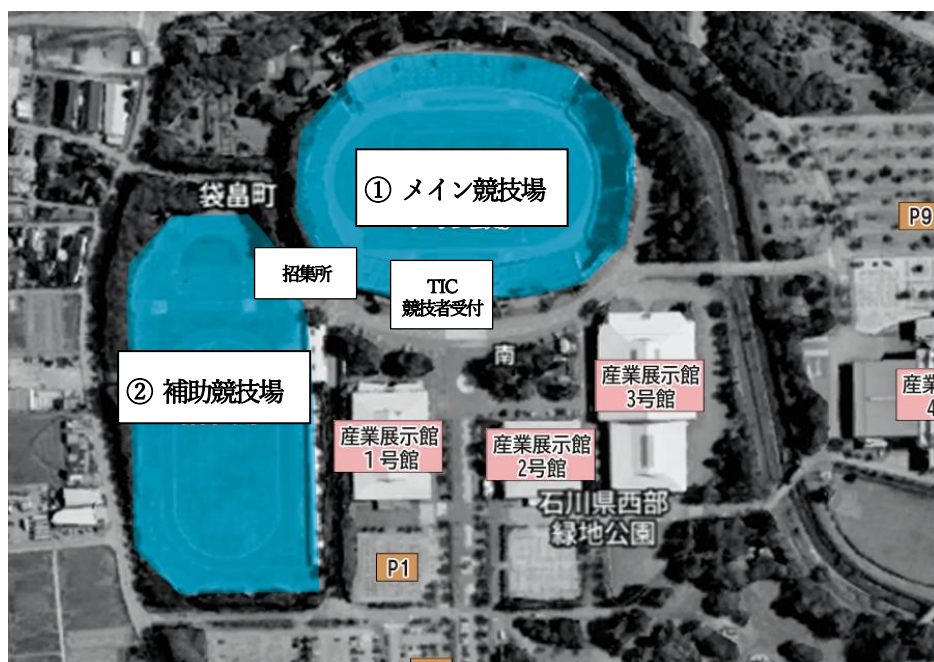 ① メイン競技場
P9
袋畠町
招集所
TIC
競技者受付
南
② 補助競技場
産業展示館
3号館
産業展示館
1号館
産業展示館
2号館
石川県西部
緑地公園
P1